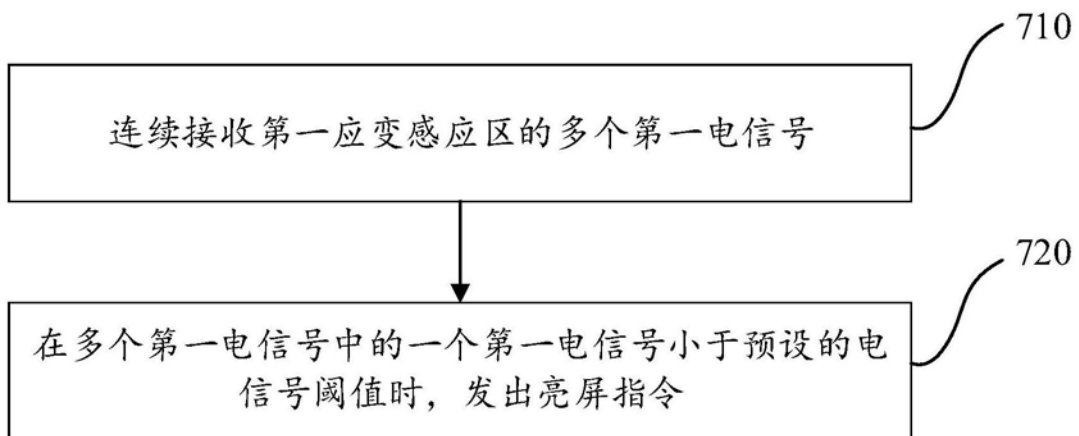 710
连续接收第一应变感应区的多个第一电信号
720
在多个第一电信号中的一个第一电信号小于预设的电
信号阈值时，发出亮屏指令